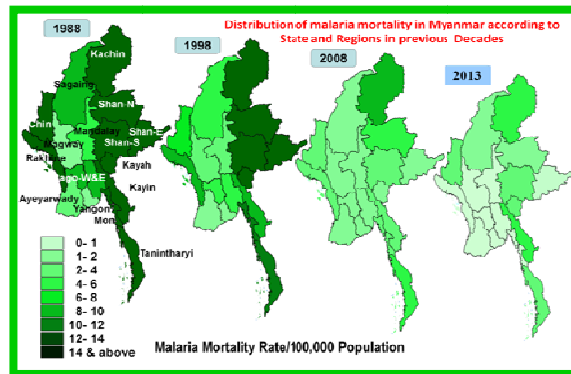 Distribution of malaria mortality in Myanmar according to
State and Regions in previous Decades
1988
1998
2008
2013
Kachin
Sagaing
Shan-N
Chin
Mandalay
Shan-E
Magway
Shan-S
Rakhine
Kayah
Bago-W&E
Kayin
Ayeyarwady
Yangon
Mon
Tanintharyi
0- 1
1- 2
2- 4
4- 6
6- 8
8- 10
10- 12
12- 14
14 & above
Malaria Mortality Rate/100,000 Population